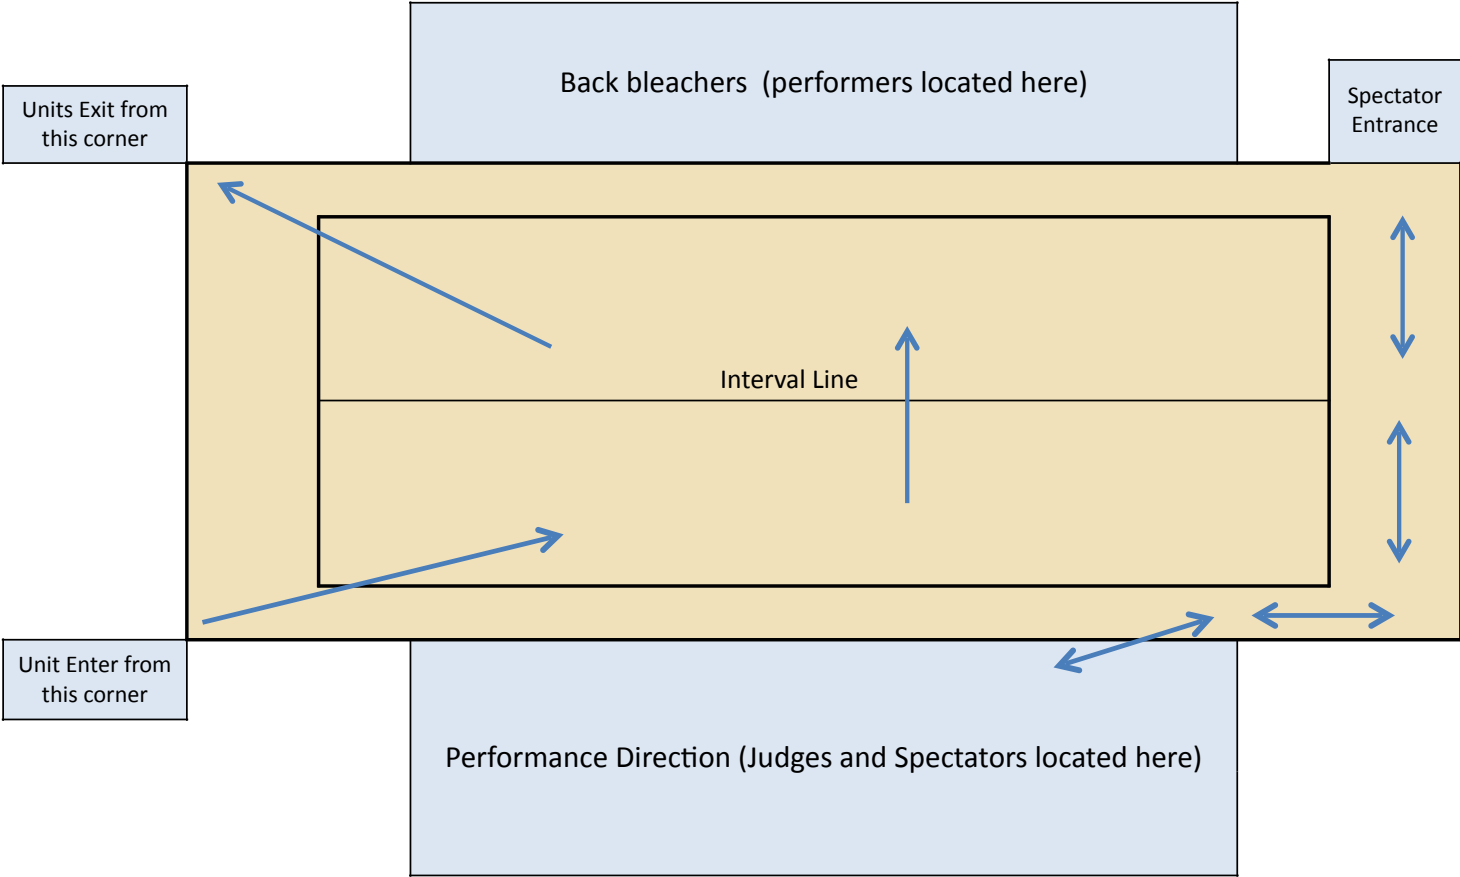 Back bleachers  (performers located here)
Units Exit from
this corner
Spectator
Entrance
Interval Line
Unit Enter from
this corner
Performance Direction (Judges and Spectators located here)